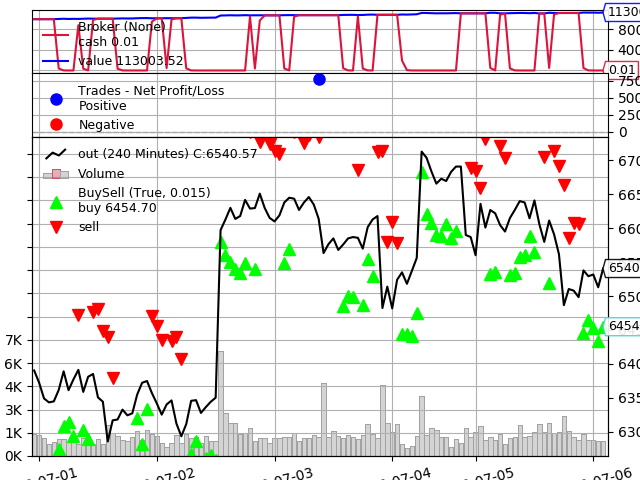 Broker (None)
cash 0.01
value 113003.52
11300
800
400
0.01
Trades - Net Profit/Loss
Positive
Negative
750
500
250
0
out (240 Minutes) C:6540.57
Volume
BuySell (True, 0.015)
buy 6454.70
sell
670
665
660
6540
650
6454
640
635
630
7K
6K
4K
3K
1K
0K
-07-01
-07-02
-07-03
-07-04
-07-05
-07-06